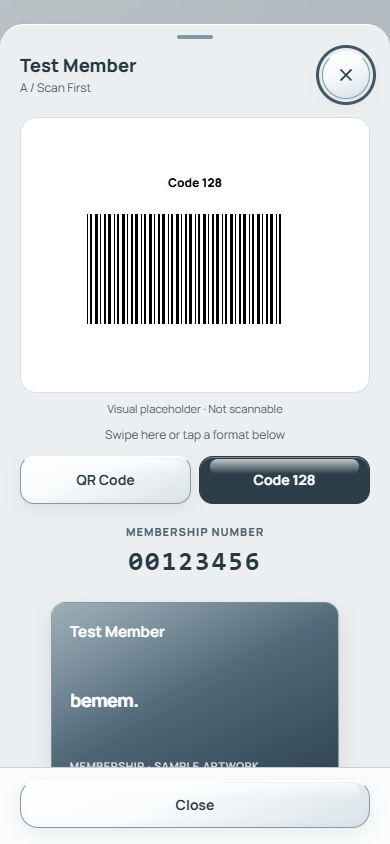 Test Member
A / Scan First
Code 128
Visual placeholder · Not scannable
Swipe here or tap a format below
QR Code
Code 128
MEMBERSHIP NUMBER
00123456
Test Member
bemem.
MEMBERSHIP · SAMPLE ARTWORK
Close